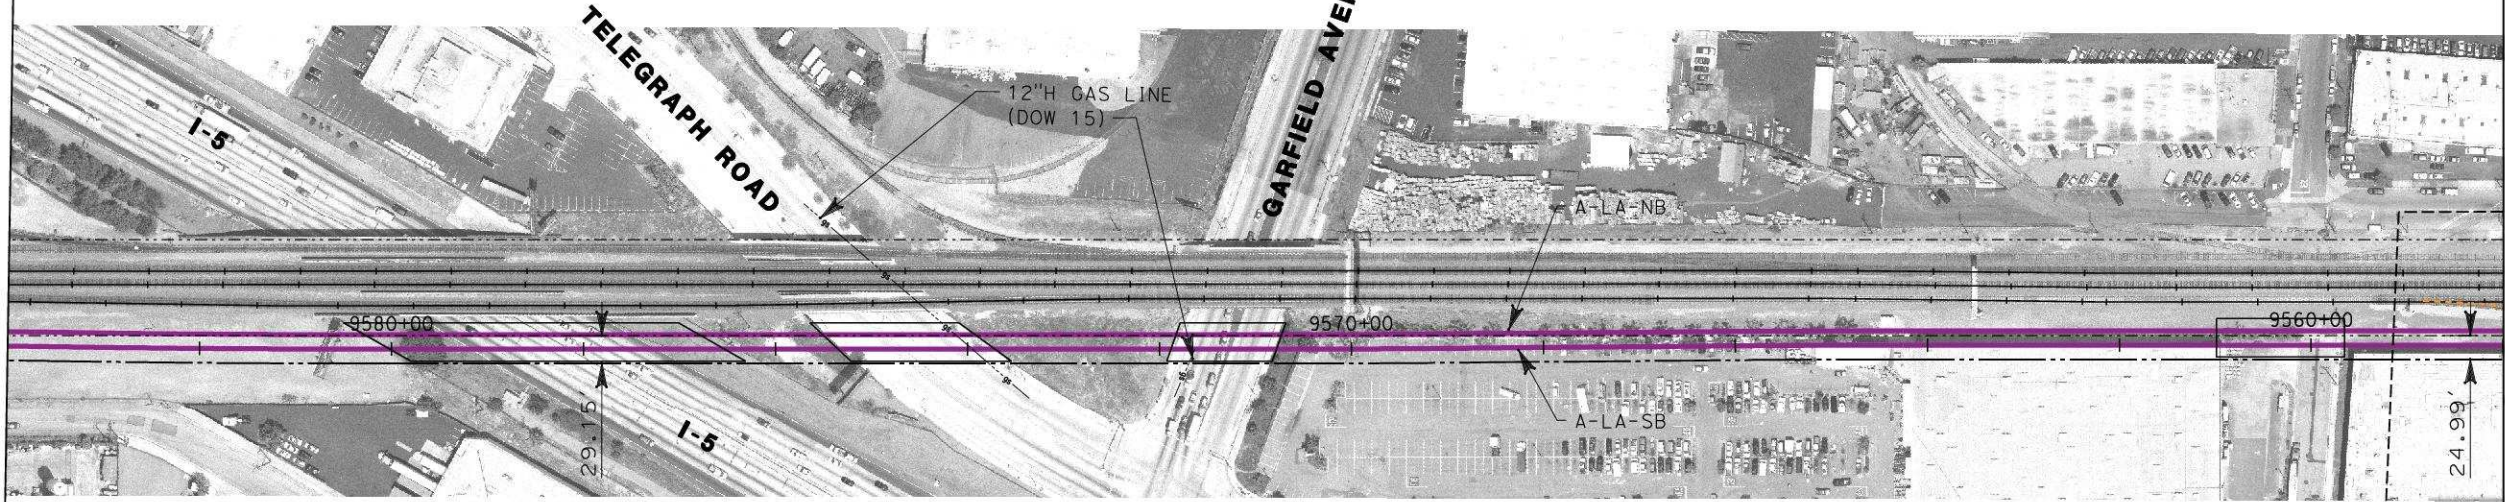 TELEGRAPH ROAD
I-5
12"H GAS LINE
(DOW 15)
GARFIELD
A-LA-NB
9580+00
9570+00
9560+00
29.15'
I-5
A-LA-SB
24.99'